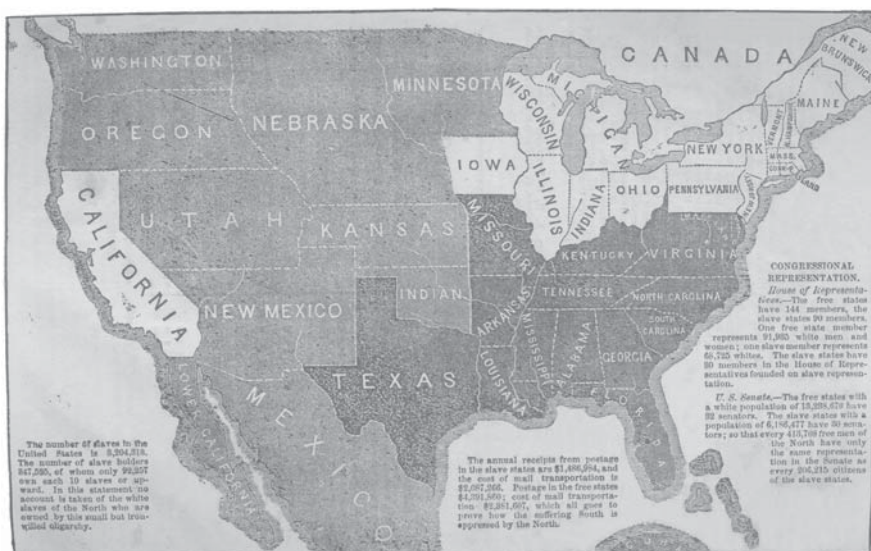 CANADA
NEW
BRUNSWICK
WASHINGTON
MINNESOTA
MICHIGAN
MAINE
VERMONT
OREGON
NEBRASKA
WISCONSIN
NEW YORK
MASS.
IOWA
ILLINOIS
INDIANA
OHIO
PENNSYLVANIA
CALIFORNIA
UTAH
KANSAS
MISSOURI
KENTUCKY
VIRGINIA
NEW MEXICO
INDIAN
ARKANSAS
TENNESSEE
NORTH CAROLINA
SOUTH
CAROLINA
MISSISSIPPI
ALABAMA
GEORGIA
TEXAS
LOUISIANA
FLOR.
LOWER CAL.
MEXICO
CONGRESSIONAL
REPRESENTATION.
House of Representa-
tives.—The free states
have 144 members, the
slave states 90 members.
One free state member
represents 91,935 white men and
women; one slave member represents
68,725 whites. The slave states have
20 members in the House of Repre-
sentatives founded on slave represen-
tation.
U. S. Senate.—The free states with
a white population of 13,238,670 have
32 senators. The slave states with a
population of 6,186,477 have 30 sena-
tors; so that every 413,708 free men of
the North have only
the same represen-
tation in the Senate as
every 206,215 citizens
of the slave states.
The number of slaves in the
United States is 3,204,313.
The number of slave holders
347,525, of whom only 92,257
own each 10 slaves or up-
ward. In this statement no
account is taken of the white
slaves of the North who are
owned by this small but iron-
willed oligarchy.
The annual receipts from postage
in the slave states are $1,486,984, and
the cost of mail transportation is
$2,087,266. Postage in the free states
$4,391,860; cost of mail transporta-
tion $2,281,607, which all goes to
prove how the suffering South is
oppressed by the North.